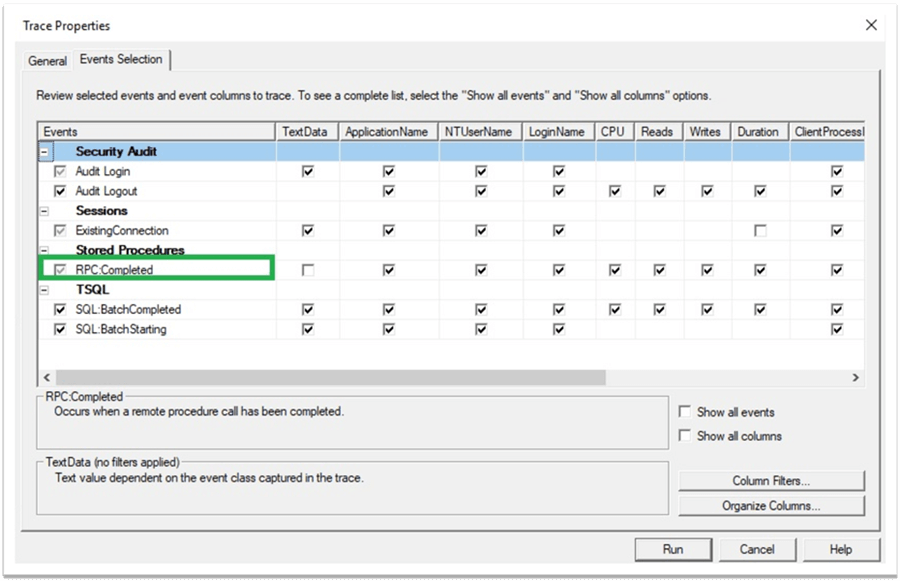 Trace Properties
General Events Selection
Review selected events and event columns to trace. To see a complete list, select the "Show all events" and "Show all columns" options.
Events TextData ApplicationName NTUserName LoginName CPU Reads Writes Duration ClientProcessI
Security Audit
Audit Login
Audit Logout
Sessions
ExistingConnection
Stored Procedures
RPC:Completed
TSQL
SQL:BatchCompleted
SQL:BatchStarting
RPC:Completed
Occurs when a remote procedure call has been completed.
Show all events
Show all columns
TextData (no filters applied)
Text value dependent on the event class captured in the trace.
Column Filters...
Organize Columns...
Run Cancel Help